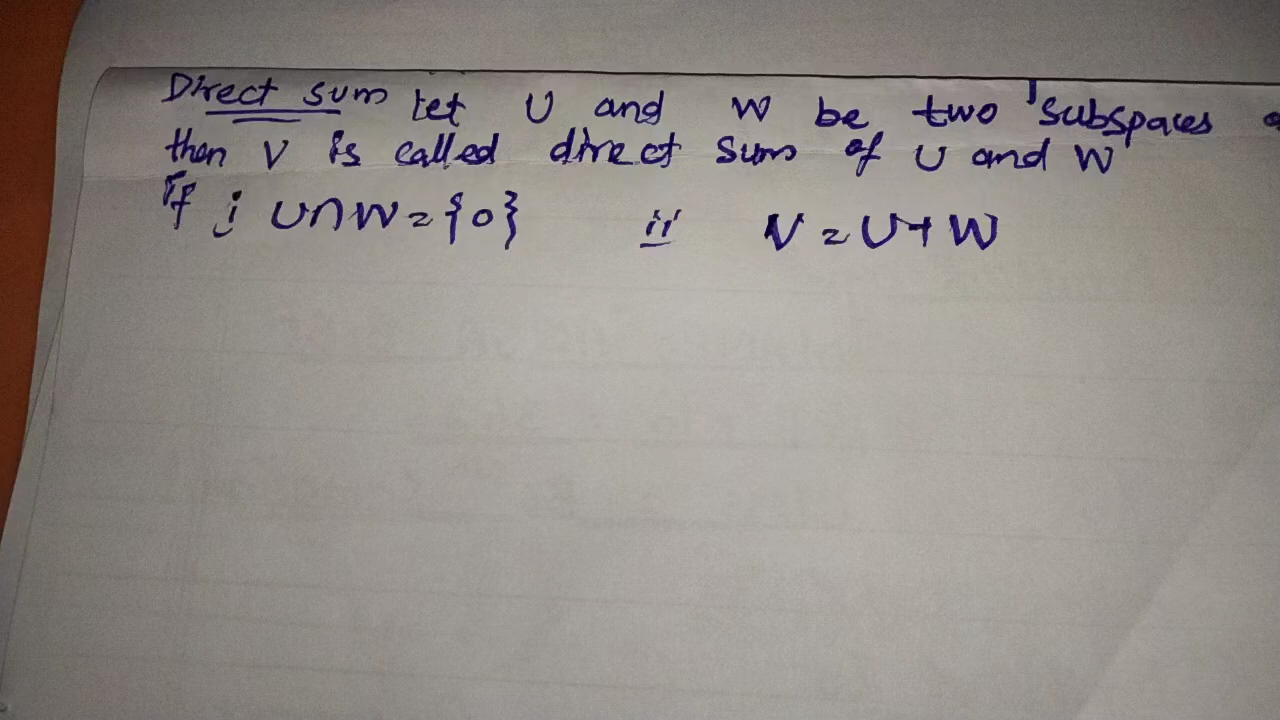 Direct sum let U and W be two subspaces
then V is called direct sum of U and W
If i U∩W={0} ii V=U+W